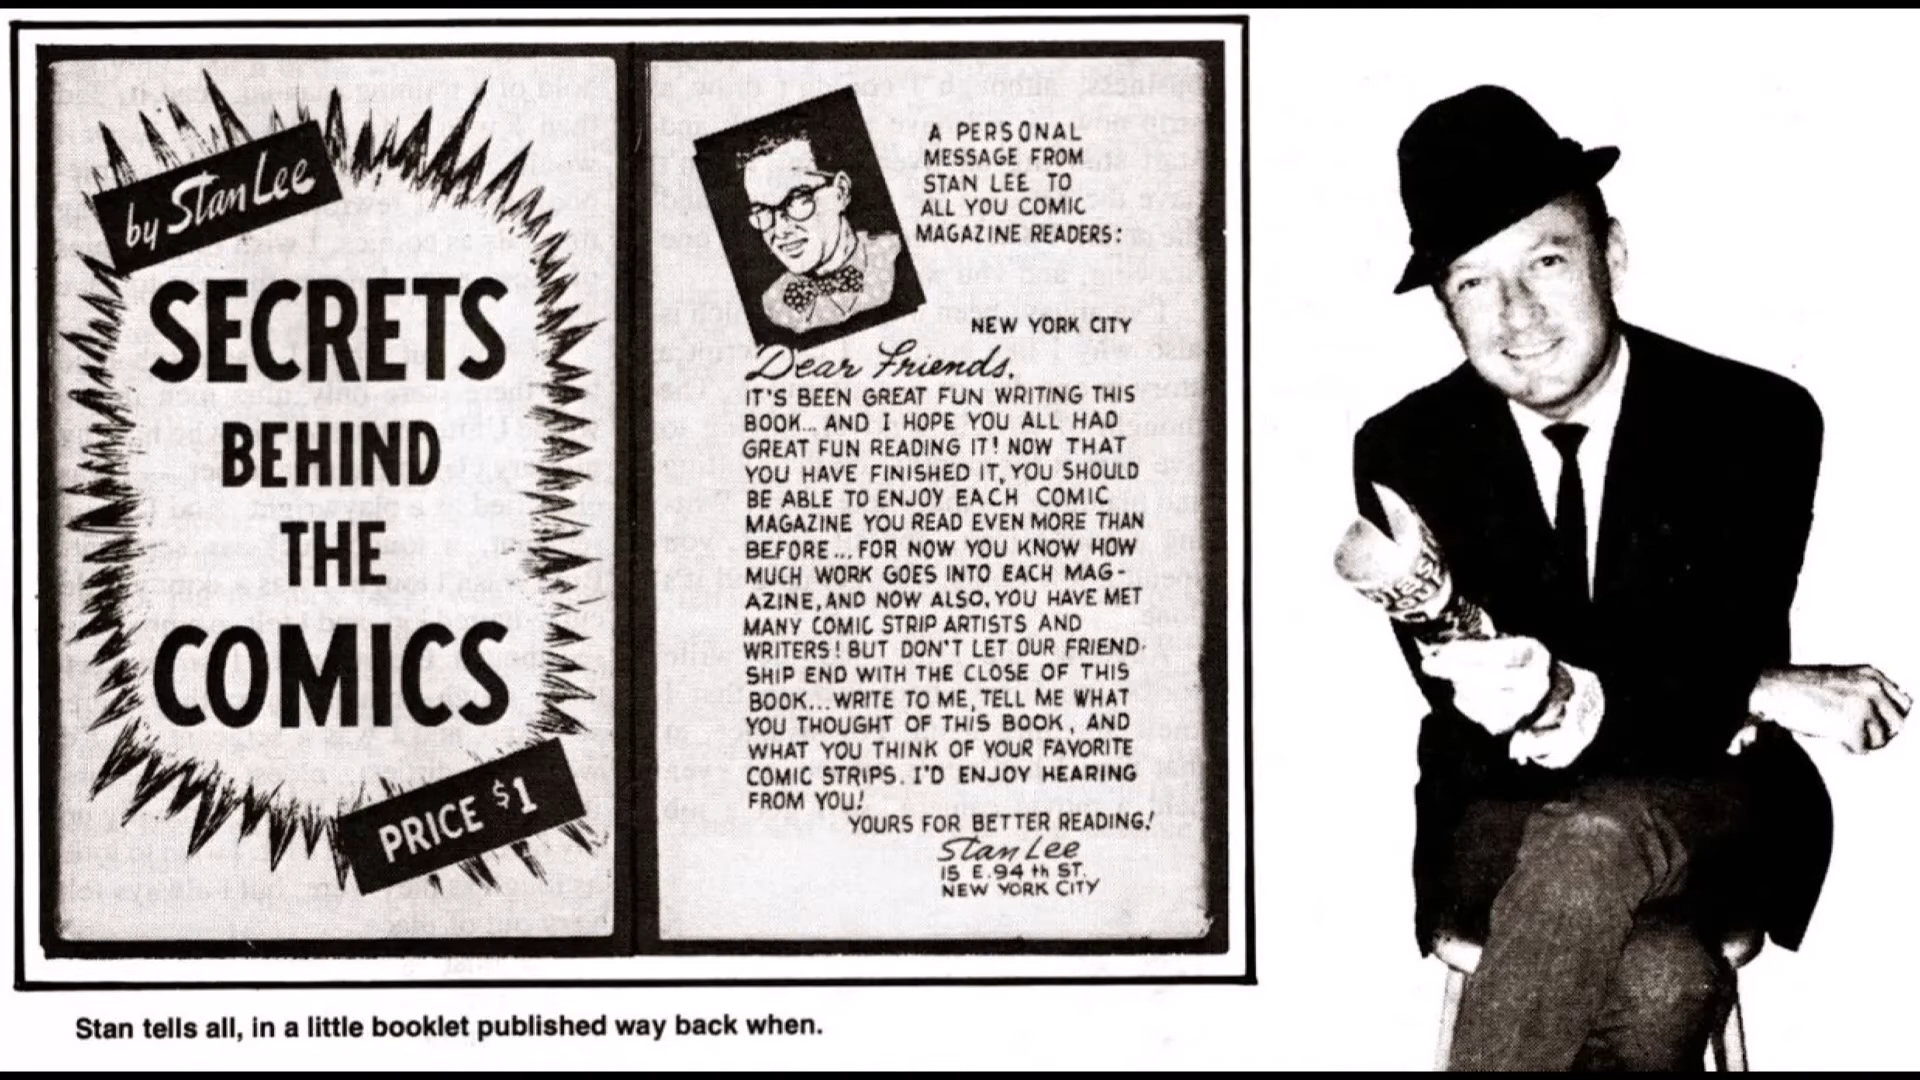 by Stan Lee
SECRETS
BEHIND
THE
COMICS
PRICE $1
A PERSONAL
MESSAGE FROM
STAN LEE TO
ALL YOU COMIC
MAGAZINE READERS:
NEW YORK CITY
Dear Friends,
IT'S BEEN GREAT FUN WRITING THIS
BOOK... AND I HOPE YOU ALL HAD
GREAT FUN READING IT! NOW THAT
YOU HAVE FINISHED IT, YOU SHOULD
BE ABLE TO ENJOY EACH COMIC
MAGAZINE YOU READ EVEN MORE THAN
BEFORE... FOR NOW YOU KNOW HOW
MUCH WORK GOES INTO EACH MAG-
AZINE, AND NOW ALSO, YOU HAVE MET
MANY COMIC STRIP ARTISTS AND
WRITERS! BUT DON'T LET OUR FRIEND-
SHIP END WITH THE CLOSE OF THIS
BOOK... WRITE TO ME, TELL ME WHAT
YOU THOUGHT OF THIS BOOK, AND
WHAT YOU THINK OF YOUR FAVORITE
COMIC STRIPS. I'D ENJOY HEARING
FROM YOU!
YOURS FOR BETTER READING!
Stan Lee
15 E. 94 th ST.
NEW YORK CITY
Stan tells all, in a little booklet published way back when.